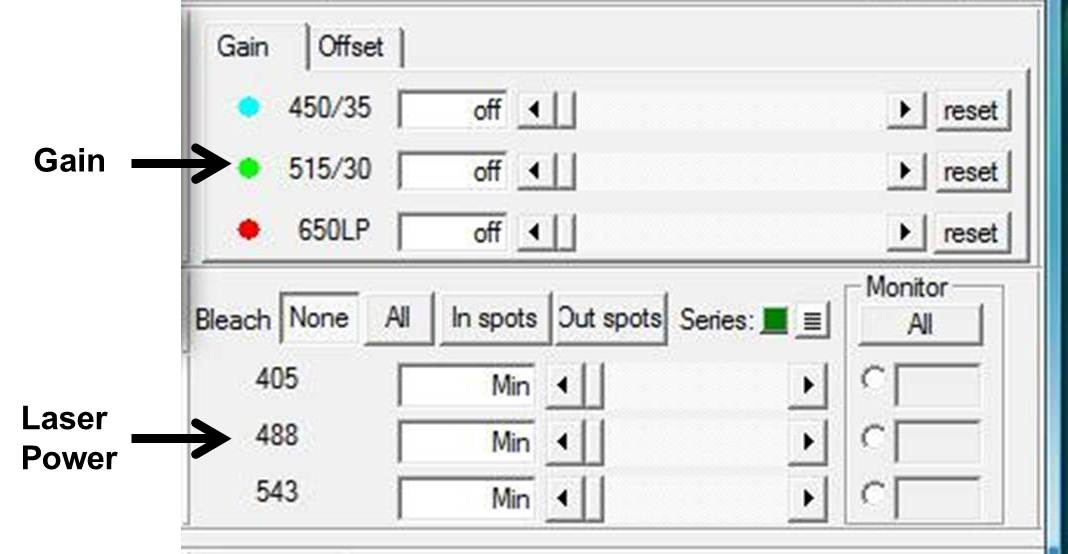 Gain Offset
450/35 off reset
Gain 515/30 off reset
650LP off reset
Monitor
Bleach None All In spots Out spots Series: All
405 Min
Laser
Power
488 Min
543 Min